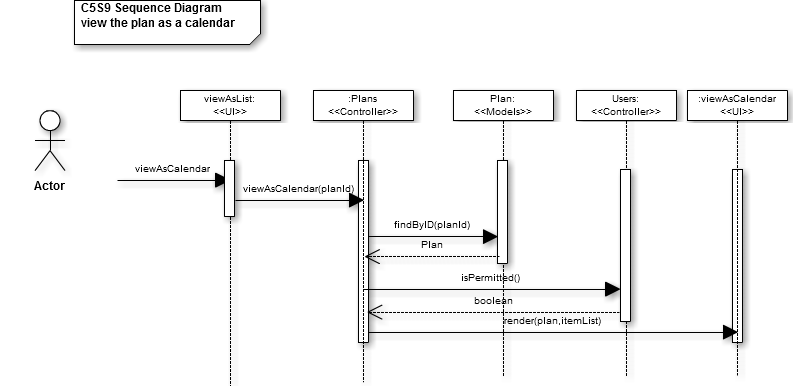 C5S9 Sequence Diagram
view the plan as a calendar
viewAsList:
<<UI>>
:Plans
<<Controller>>
Plan:
<<Models>>
Users:
<<Controller>>
:viewAsCalendar
<<UI>>
Actor
viewAsCalendar
viewAsCalendar(planId)
findByID(planId)
Plan
isPermitted()
boolean
render(plan,itemList)